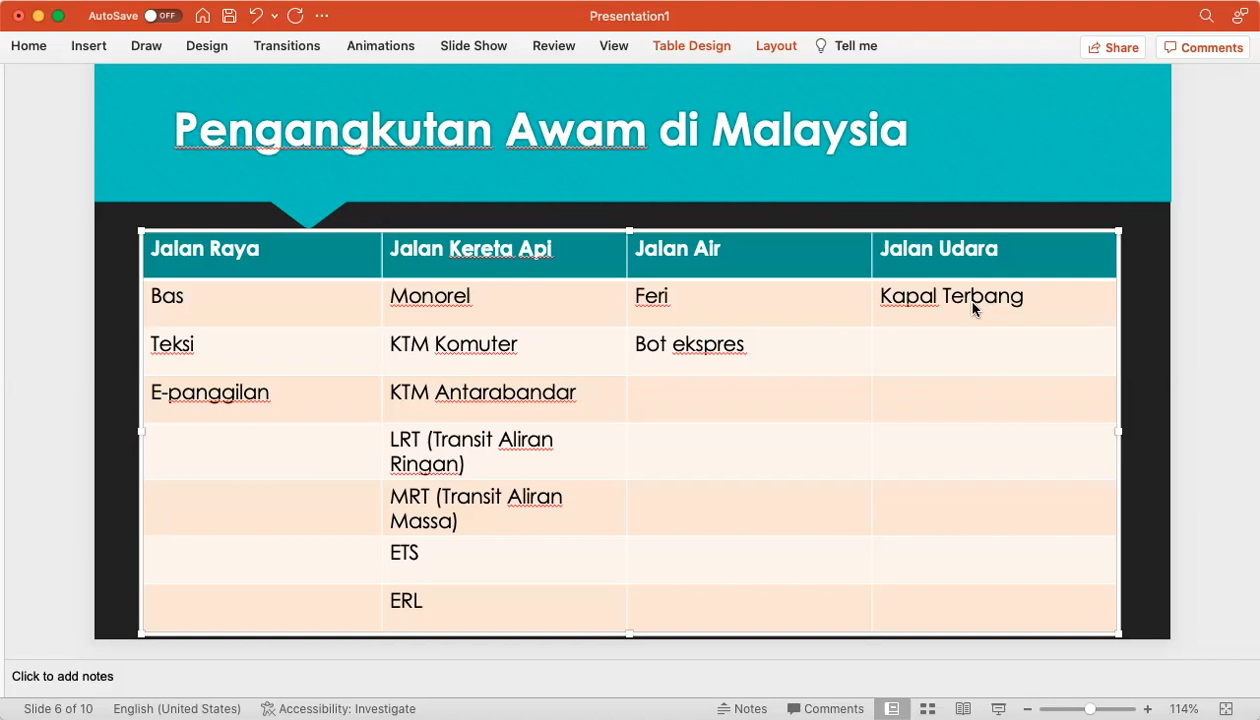 AutoSave OFF
Presentation1
Home Insert Draw Design Transitions Animations Slide Show Review View Table Design Layout Tell me
Share Comments
Pengangkutan Awam di Malaysia
Jalan Raya Jalan Kereta Api Jalan Air Jalan Udara
Bas Monorel Feri Kapal Terbang
Teksi KTM Komuter Bot ekspres
E-panggilan KTM Antarabandar
LRT (Transit Aliran
Ringan)
MRT (Transit Aliran
Massa)
ETS
ERL
Click to add notes
Slide 6 of 10 English (United States) Accessibility: Investigate Notes Comments 114%